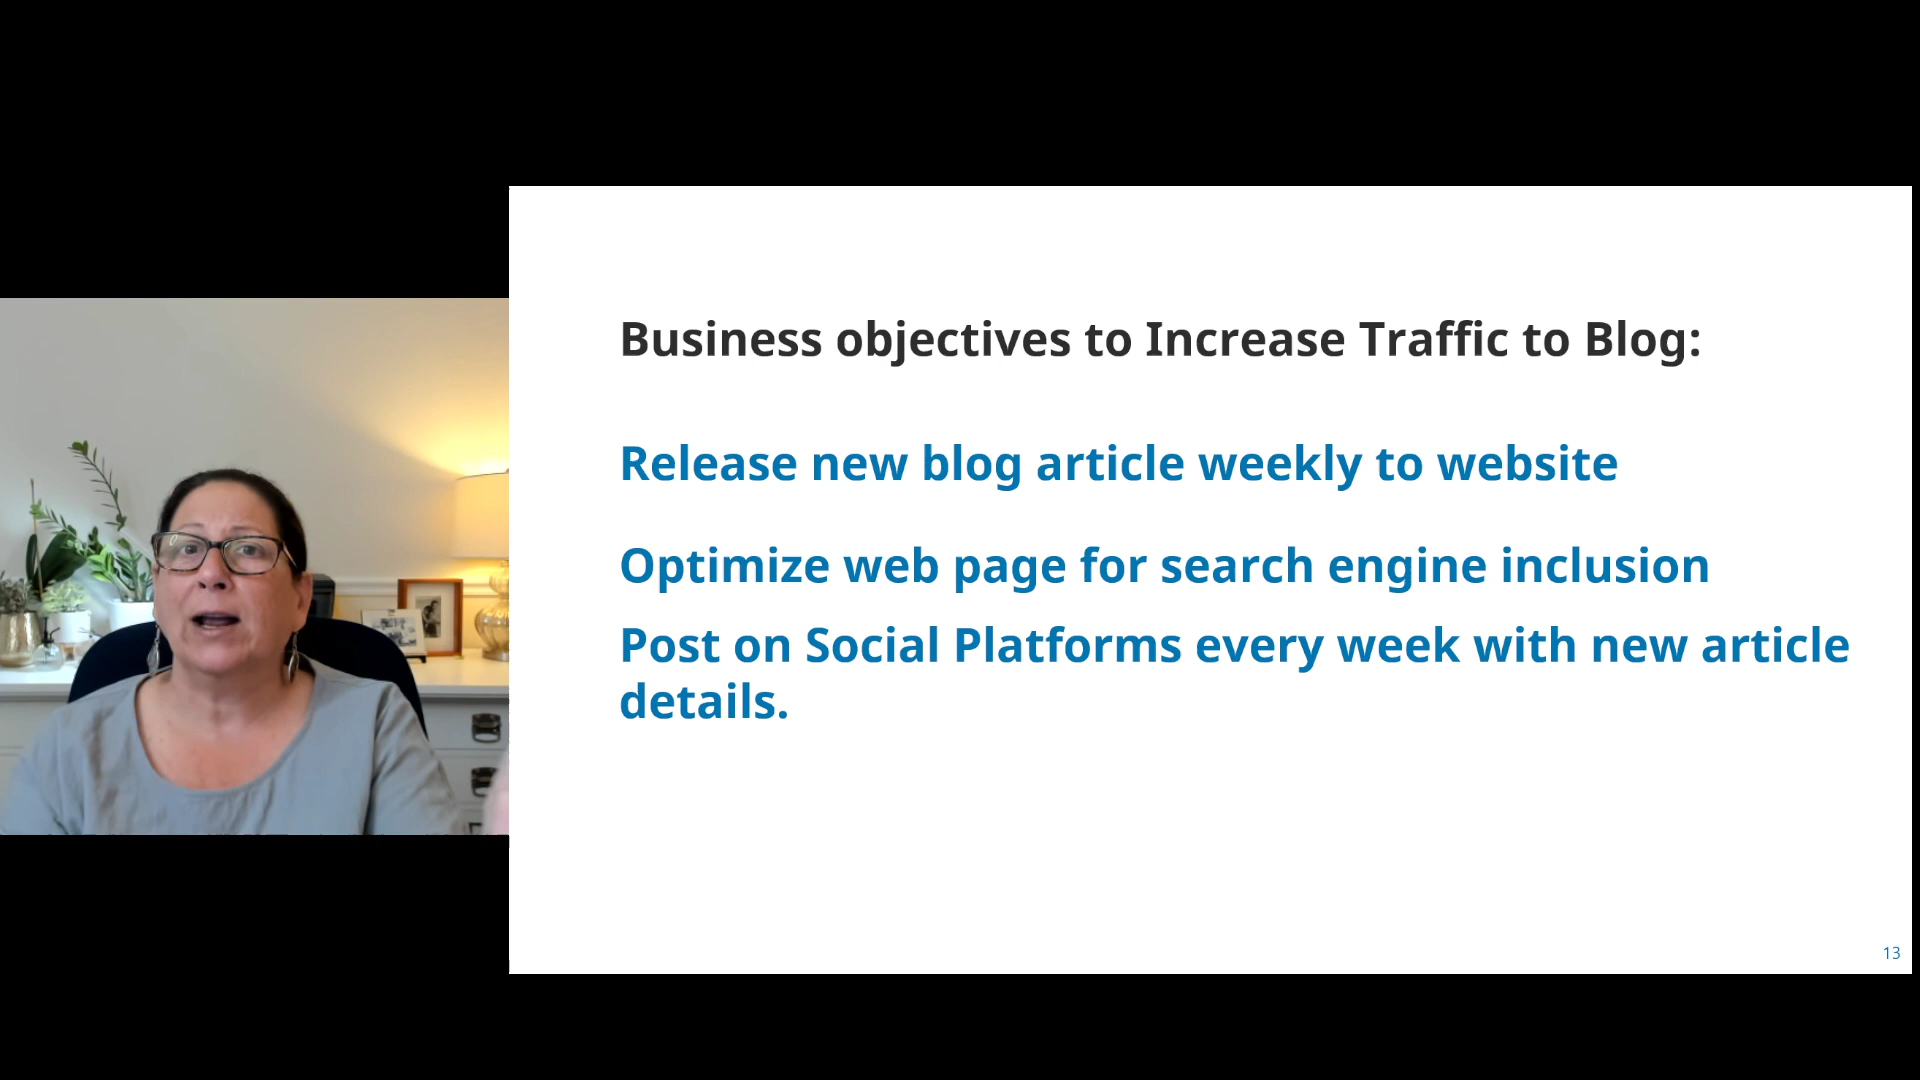 Business objectives to Increase Traffic to Blog:
Release new blog article weekly to website
Optimize web page for search engine inclusion
Post on Social Platforms every week with new article
details.
13